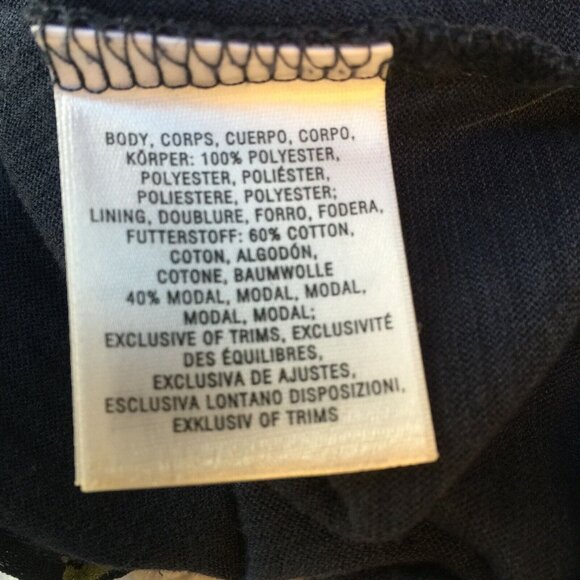 BODY, CORPS, CUERPO, CORPO,
KÖRPER: 100% POLYESTER,
POLYESTER, POLIÉSTER,
POLIESTERE, POLYESTER;
LINING, DOUBLURE, FORRO, FODERA,
FUTTERSTOFF: 60% COTTON,
COTON, ALGODÓN,
COTONE, BAUMWOLLE
40% MODAL, MODAL, MODAL,
MODAL, MODAL;
EXCLUSIVE OF TRIMS, EXCLUSIVITÉ
DES ÉQUILIBRES,
EXCLUSIVA DE AJUSTES,
ESCLUSIVA LONTANO DISPOSIZIONI,
EXKLUSIV OF TRIMS